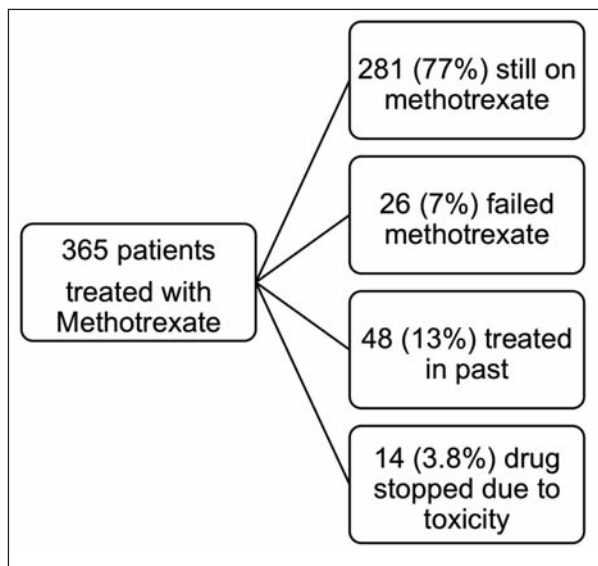 365 patients
treated with
Methotrexate
281 (77%) still on
methotrexate
26 (7%) failed
methotrexate
48 (13%) treated
in past
14 (3.8%) drug
stopped due to
toxicity